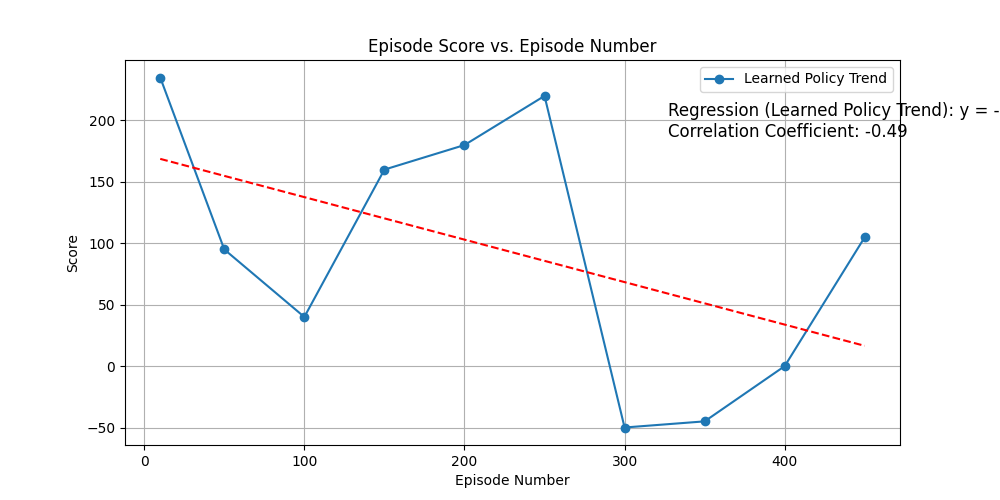 Episode Score vs. Episode Number
Learned Policy Trend
Regression (Learned Policy Trend): y = -
Correlation Coefficient: -0.49
200
150
100
50
0
−50
Score
0
100
200
300
400
Episode Number